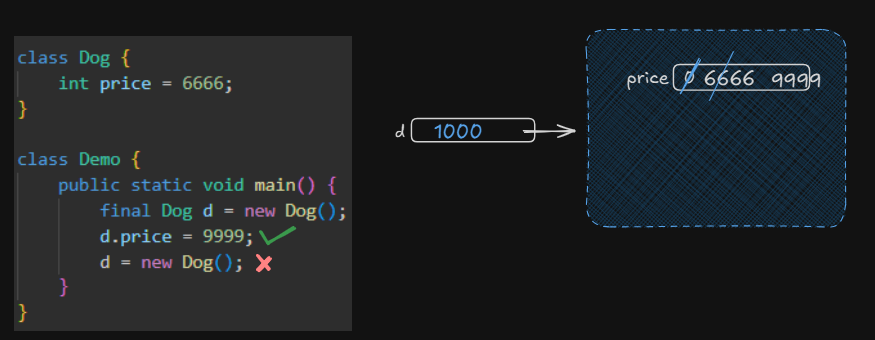 class Dog {
    int price = 6666;
}
class Demo {
    public static void main() {
        final Dog d = new Dog();
        d.price = 9999;
        d = new Dog();
    }
}
d 1000
price 0 6666 9999